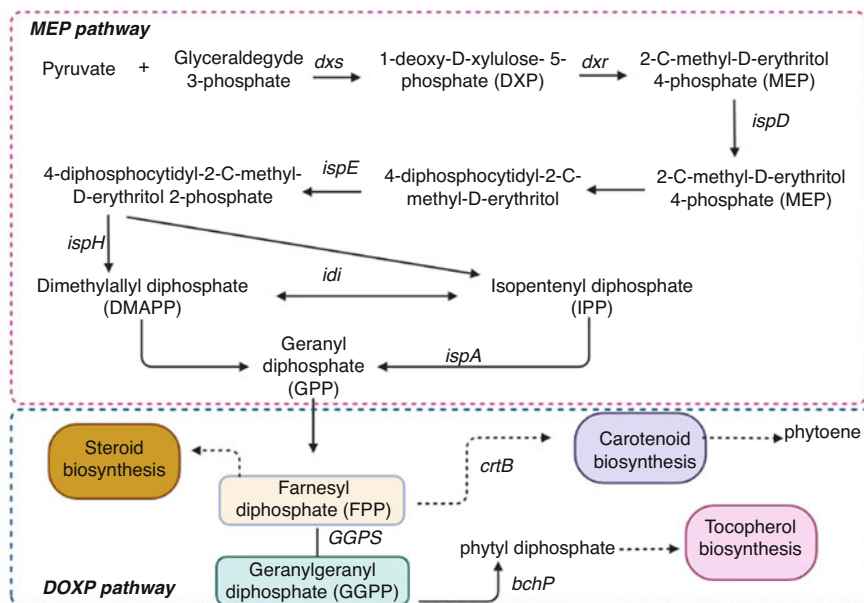 MEP pathway
Pyruvate + Glyceraldegyde
3-phosphate
dxs
1-deoxy-D-xylulose- 5-
phosphate (DXP)
dxr
2-C-methyl-D-erythritol
4-phosphate (MEP)
ispD
4-diphosphocytidyl-2-C-methyl-
D-erythritol 2-phosphate
ispE
4-diphosphocytidyl-2-C-
methyl-D-erythritol
2-C-methyl-D-erythritol
4-phosphate (MEP)
ispH
Dimethylallyl diphosphate
(DMAPP)
idi
Isopentenyl diphosphate
(IPP)
Geranyl
diphosphate
(GPP)
ispA
Steroid
biosynthesis
Carotenoid
biosynthesis
phytoene
crtB
Farnesyl
diphosphate (FPP)
GGPS
phytyl diphosphate
Tocopherol
biosynthesis
Geranylgeranyl
diphosphate (GGPP)
bchP
DOXP pathway